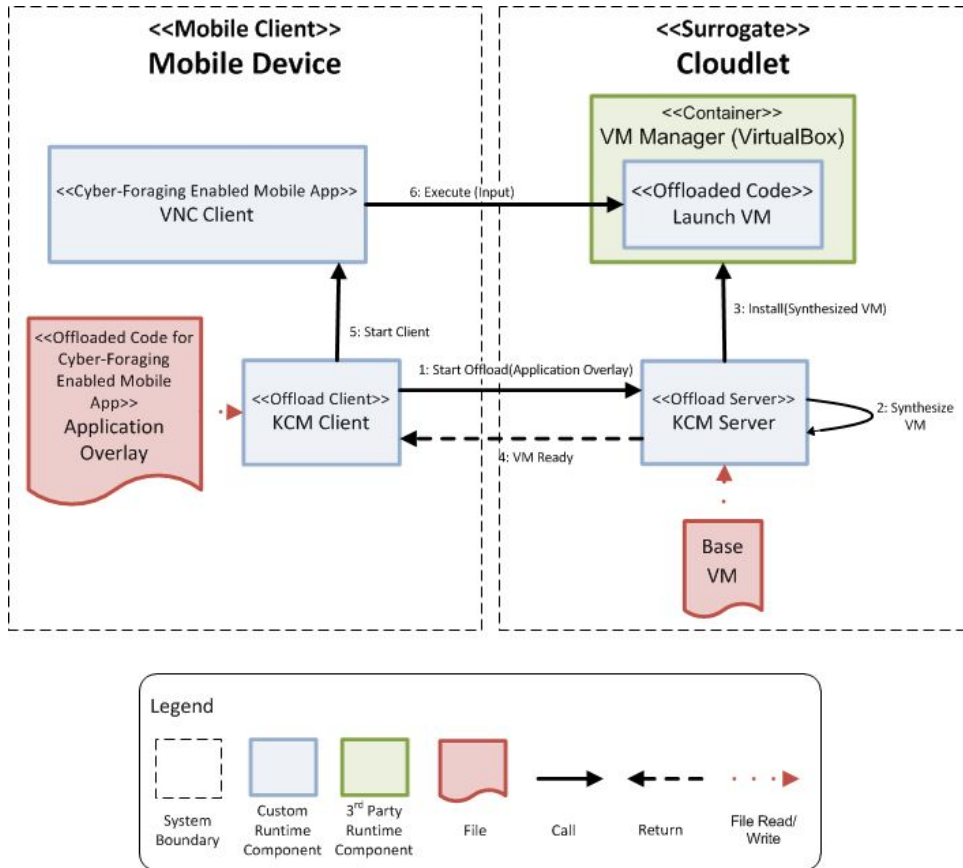 <<Mobile Client>>
Mobile Device
<<Surrogate>>
Cloudlet
<<Container>>
VM Manager (VirtualBox)
<<Cyber-Foraging Enabled Mobile App>>
VNC Client
6: Execute (Input)
<<Offloaded Code>>
Launch VM
5: Start Client
3: Install(Synthesized VM)
<<Offloaded Code for
Cyber-Foraging
Enabled Mobile
App>>
Application
Overlay
<<Offload Client>>
KCM Client
1: Start Offload(Application Overlay)
4: VM Ready
<<Offload Server>>
KCM Server
2: Synthesize
VM
Base
VM
Legend
System
Boundary
Custom
Runtime
Component
3rd Party
Runtime
Component
File
Call
Return
File Read/
Write